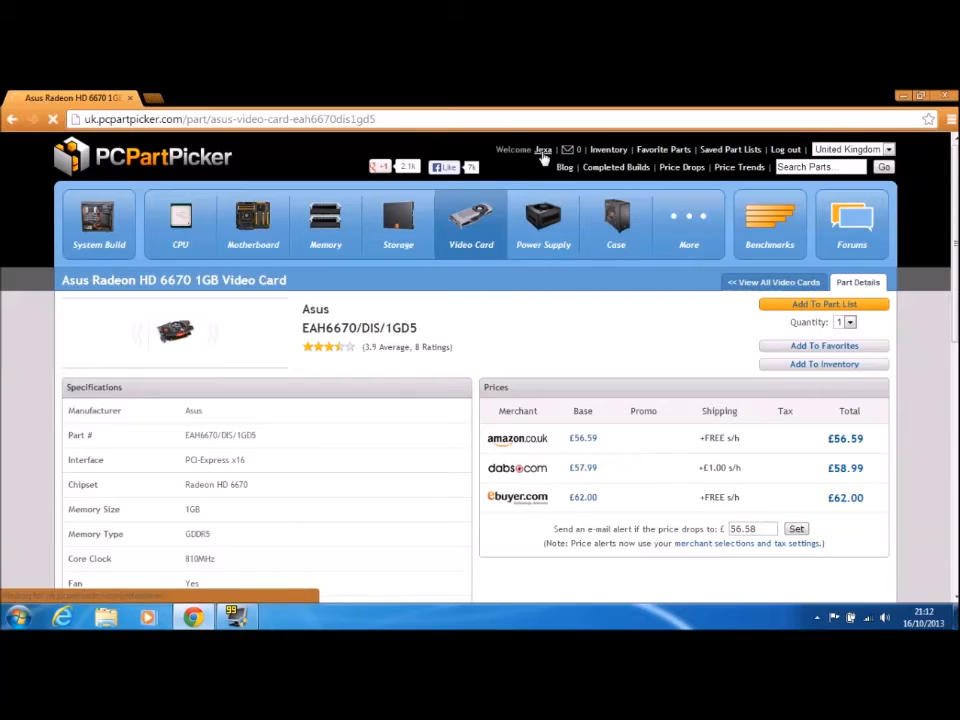 Asus Radeon HD 6670 1GB
uk.pcpartpicker.com/part/asus-video-card-eah6670dis1gd5
PCPartPicker
Welcome Jexa | 0 | Inventory | Favorite Parts | Saved Part Lists | Log out | United Kingdom
+1 2.1k Like 7k
Blog | Completed Builds | Price Drops | Price Trends | Search Parts... Go
System Build CPU Motherboard Memory Storage Video Card Power Supply Case More Benchmarks Forums
Asus Radeon HD 6670 1GB Video Card << View All Video Cards Part Details
Add To Part List
Asus
Quantity: 1
EAH6670/DIS/1GD5
(3.9 Average, 8 Ratings)
Add To Favorites
Add To Inventory
Specifications Prices
Manufacturer Asus Merchant Base Promo Shipping Tax Total
Part # EAH6670/DIS/1GD5 amazon.co.uk £56.59 +FREE s/h £56.59
Interface PCI-Express x16 dabs.com £57.99 +£1.00 s/h £58.99
Chipset Radeon HD 6670 ebuyer.com £62.00 +FREE s/h £62.00
Memory Size 1GB
Send an e-mail alert if the price drops to: £ 56.58 Set
Memory Type GDDR5 (Note: Price alerts now use your merchant selections and tax settings.)
Core Clock 810MHz
Fan Yes
99
21:12
16/10/2013